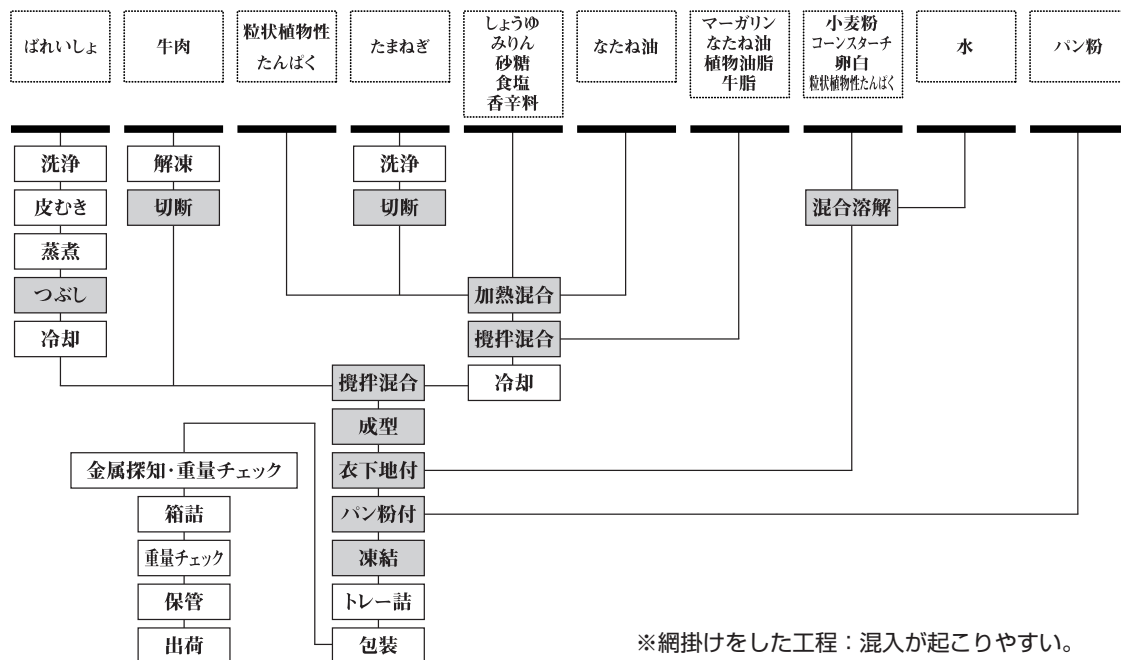 ばれいしょ
牛肉
粒状植物性
たんぱく
たまねぎ
しょうゆ
みりん
砂糖
食塩
香辛料
なたね油
マーガリン
なたね油
植物油脂
牛脂
小麦粉
コーンスターチ
卵白
粒状植物性たんぱく
水
パン粉
洗浄
解凍
洗浄
皮むき
切断
切断
混合溶解
蒸煮
つぶし
加熱混合
冷却
攪拌混合
攪拌混合
冷却
成型
金属探知・重量チェック
衣下地付
箱詰
パン粉付
重量チェック
凍結
保管
トレー詰
出荷
包装
※網掛けをした工程：混入が起こりやすい。